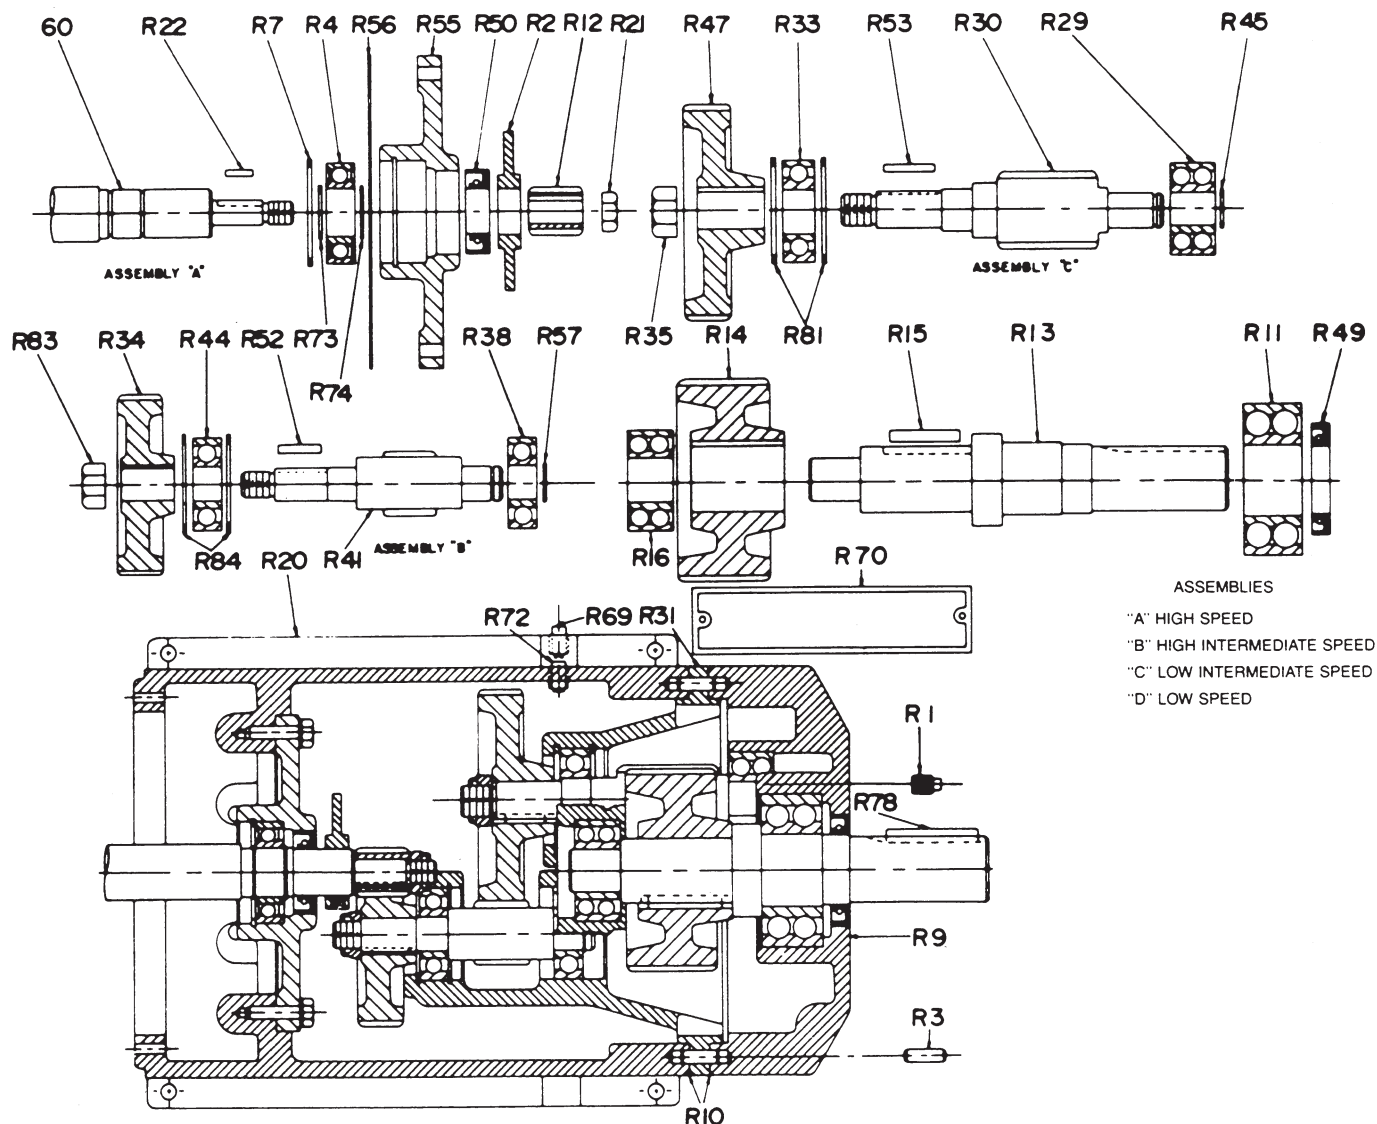 60 R22 R7 R4 R56 R55 R50 R2 R12 R21 R47 R33 R53 R30 R29 R45
ASSEMBLY "A"
ASSEMBLY "C"
R83 R34 R44 R52 R73 R74 R38 R57 R35 R14 R81 R15 R13 R11 R49
R84 R20 R41 ASSEMBLY "B" R16 R70
ASSEMBLIES
"A" HIGH SPEED
"B" HIGH INTERMEDIATE SPEED
"C" LOW INTERMEDIATE SPEED
"D" LOW SPEED
R72 R69 R31
R1
R78
R9
R3
R10